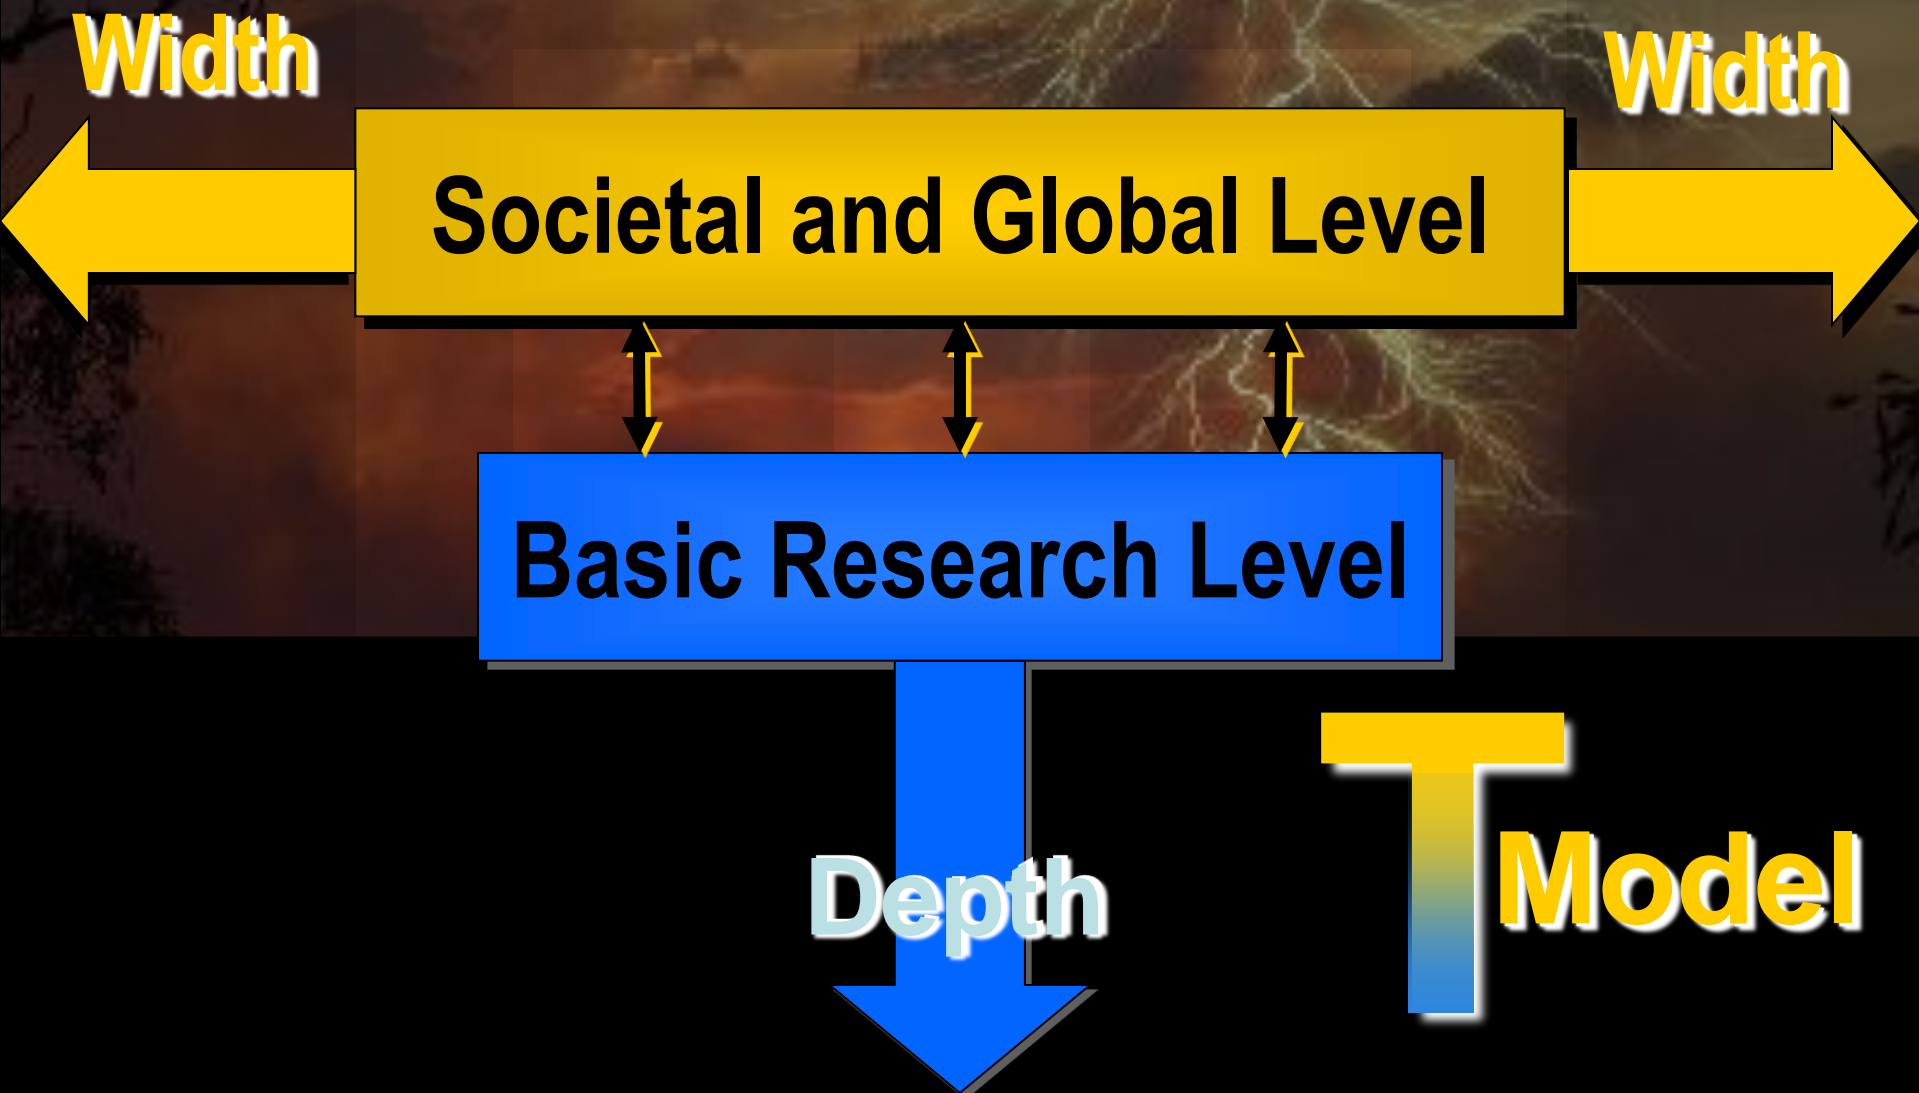 Width
Width
Societal and Global Level
Basic Research Level
Depth
T Model